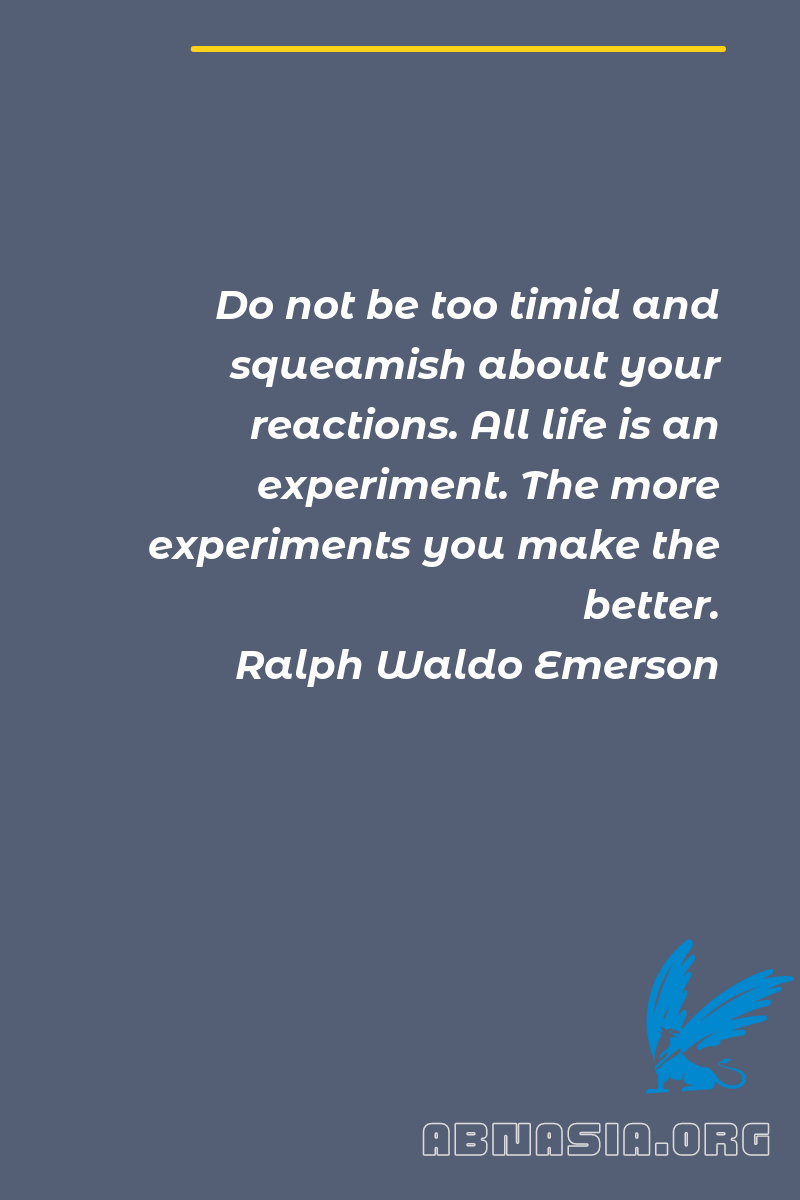 Do not be too timid and
squeamish about your
reactions. All life is an
experiment. The more
experiments you make the
better.
Ralph Waldo Emerson
ABNASIA.ORG